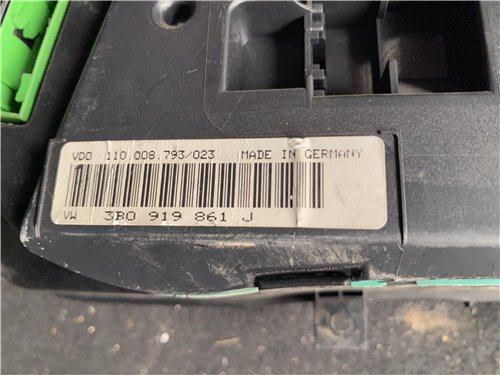 VDO 110.008.793/023 MADE IN GERMANY
VW 3B0 919 861 J